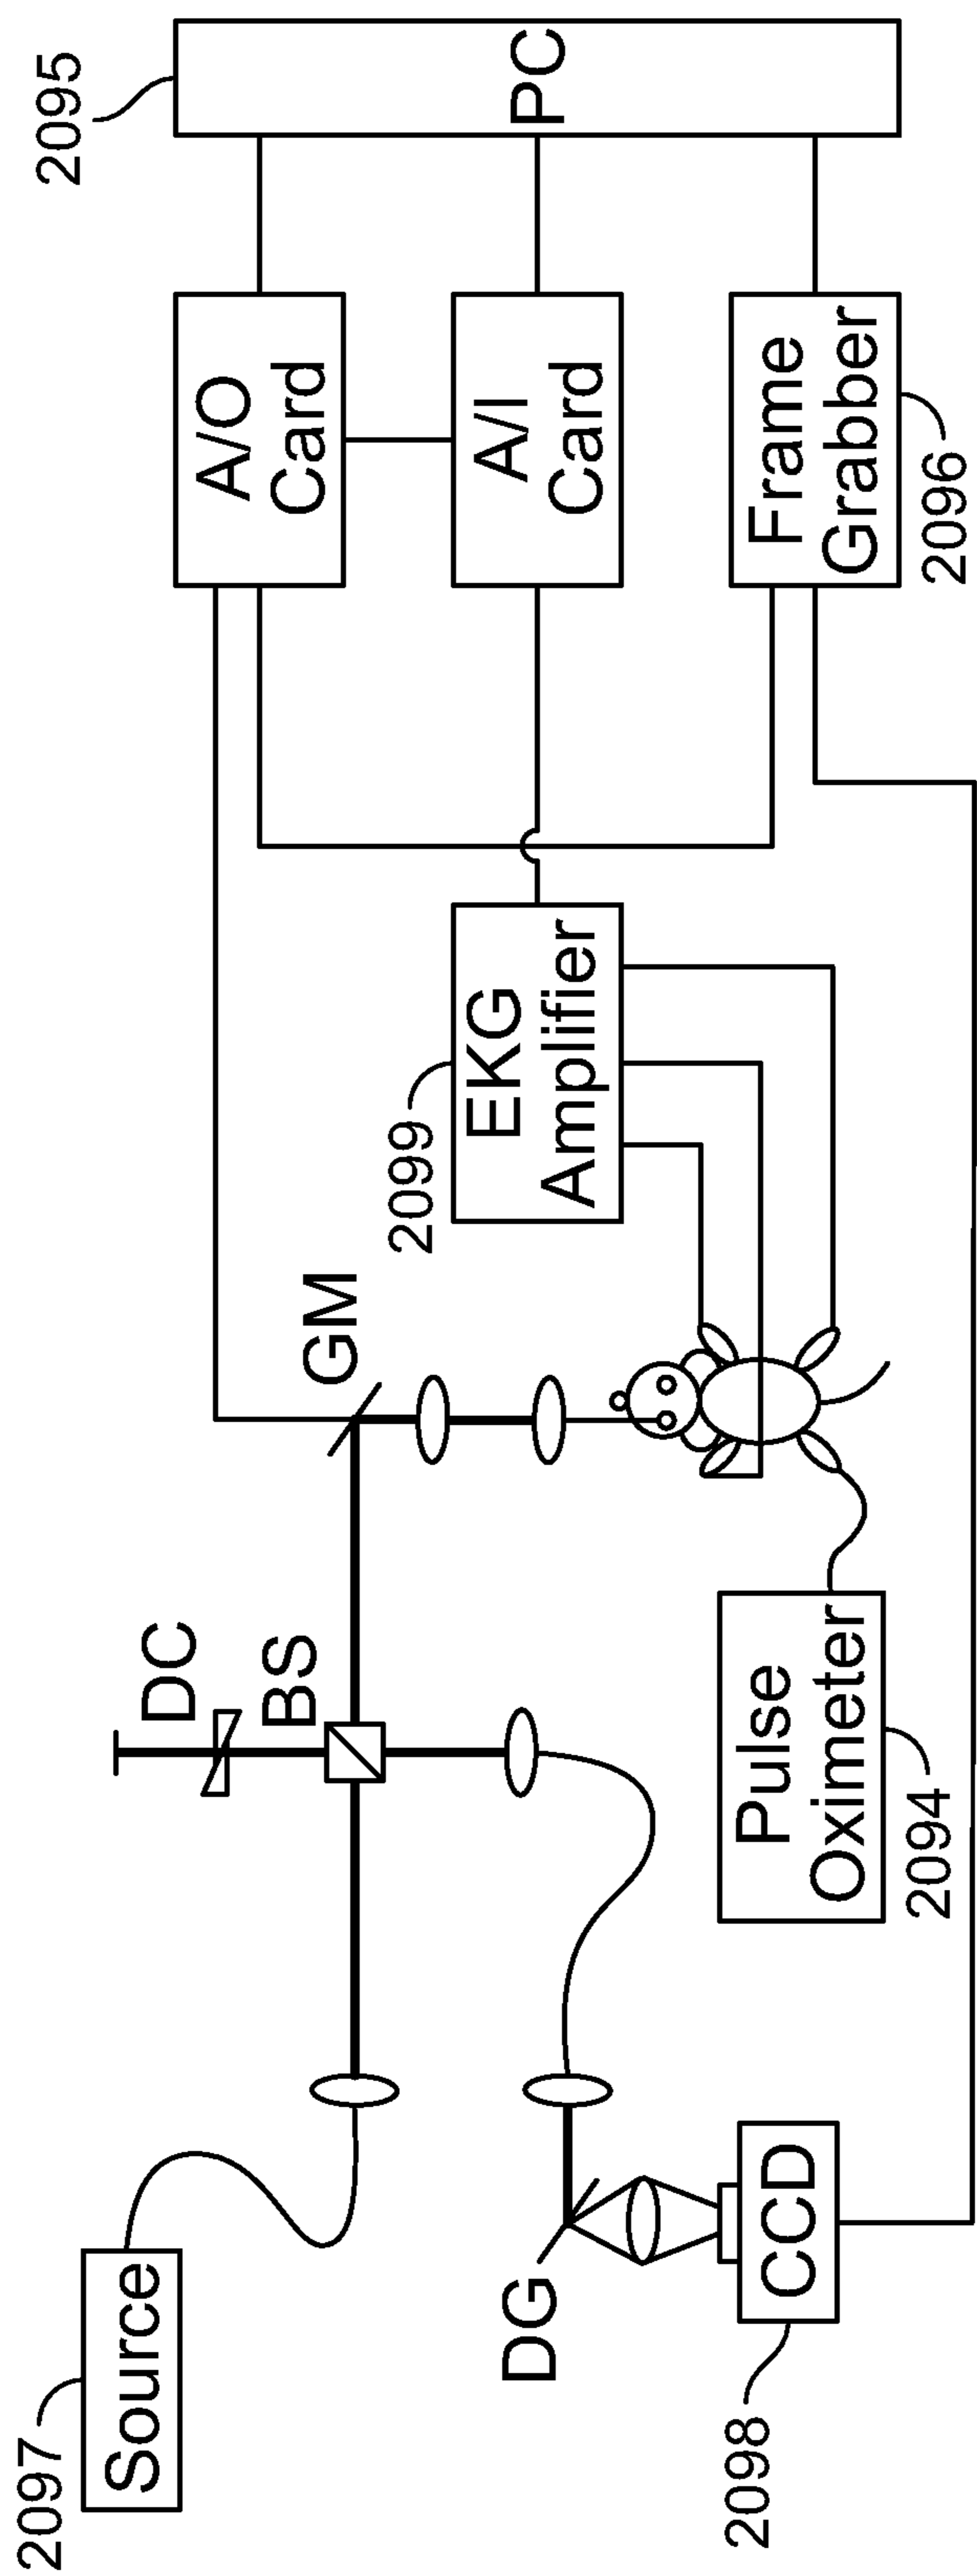 2097
Source
DC
BS
GM
2099
EKG
Amplifier
A/O
Card
A/I
Card
2095
PC
DG
2098
CCD
Pulse
Oximeter
2094
Frame
Grabber
2096